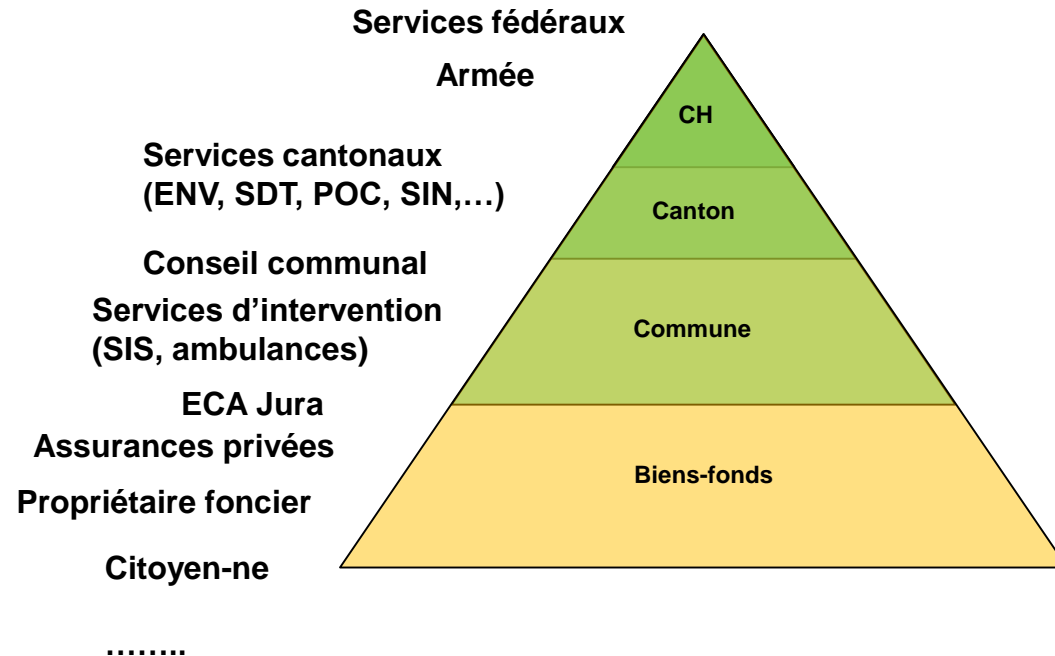 Services fédéraux
Armée
CH
Services cantonaux
(ENV, SDT, POC, SIN,…)
Canton
Conseil communal
Services d’intervention
(SIS, ambulances)
Commune
ECA Jura
Assurances privées
Biens-fonds
Propriétaire foncier
Citoyen-ne
……..